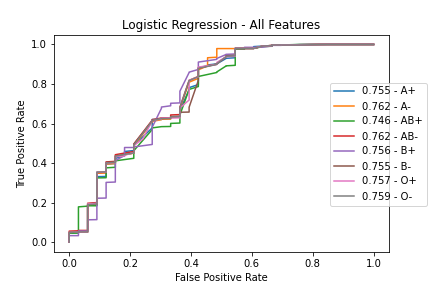 Logistic Regression - All Features
True Positive Rate
1.0
0.8
0.6
0.4
0.2
0.0
0.755 - A+
0.762 - A-
0.746 - AB+
0.762 - AB-
0.756 - B+
0.755 - B-
0.757 - O+
0.759 - O-
0.0 0.2 0.4 0.6 0.8 1.0
False Positive Rate